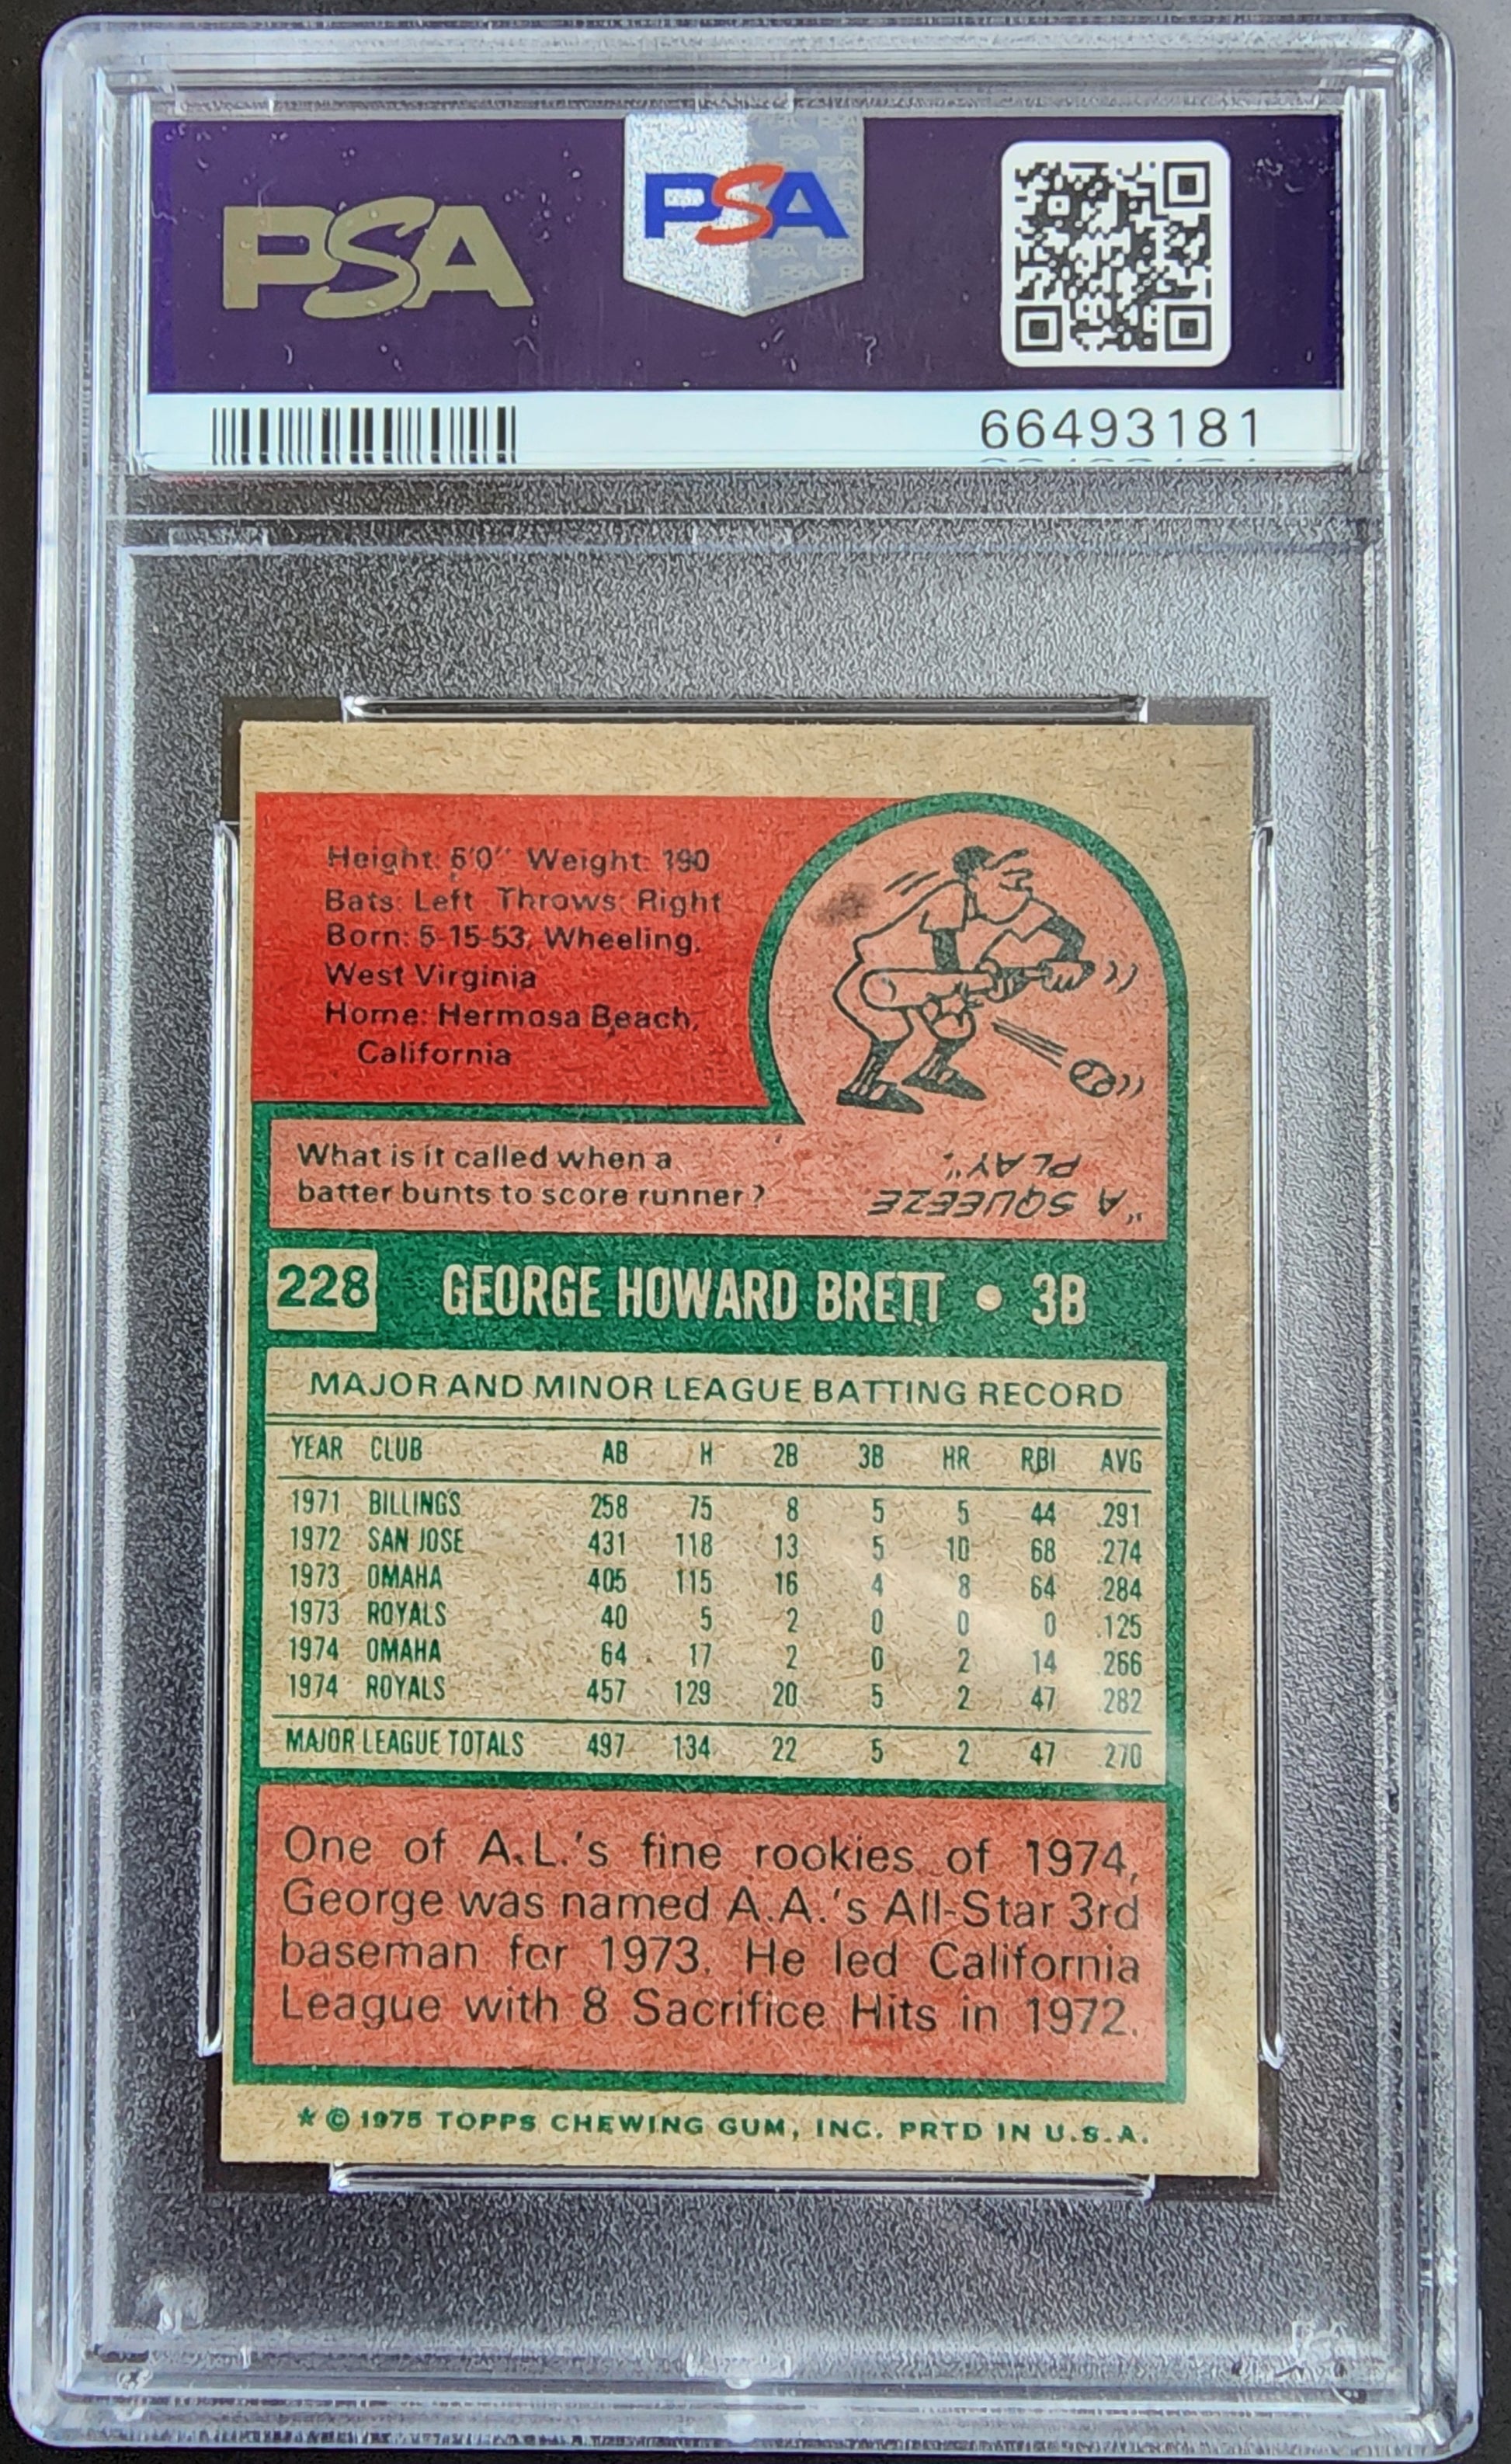 PSA
PSA
66493181
Height: 6'0" Weight: 190
Bats: Left Throws: Right
Born: 5-15-53, Wheeling,
West Virginia
Home: Hermosa Beach,
California
What is it called when a
batter bunts to score runner?
"A SQUEEZE
PLAY".
228 GEORGE HOWARD BRETT • 3B
MAJOR AND MINOR LEAGUE BATTING RECORD
YEAR CLUB AB H 2B 3B HR RBI AVG
1971 BILLINGS 258 75 8 5 5 44 .291
1972 SAN JOSE 431 118 13 5 10 68 .274
1973 OMAHA 405 115 16 4 8 64 .284
1973 ROYALS 40 5 2 0 0 0 .125
1974 OMAHA 64 17 2 0 2 14 .266
1974 ROYALS 457 129 20 5 2 47 .282
MAJOR LEAGUE TOTALS 497 134 22 5 2 47 .270
One of A.L.'s fine rookies of 1974,
George was named A.A.'s All-Star 3rd
baseman for 1973. He led California
League with 8 Sacrifice Hits in 1972.
* © 1975 TOPPS CHEWING GUM, INC. PRTD IN U.S.A.